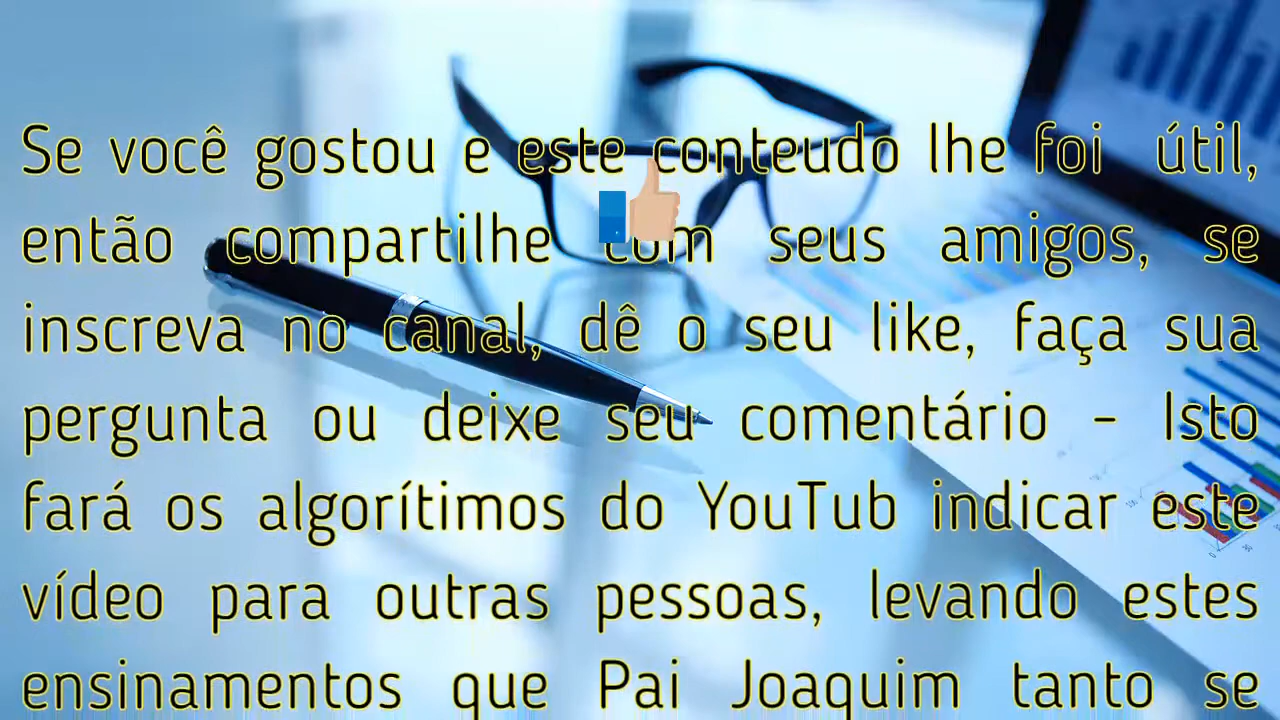 Se você gostou e este conteudo lhe foi útil,
então compartilhe com seus amigos, se
inscreva no canal, dê o seu like, faça sua
pergunta ou deixe seu comentário - Isto
fará os algorítimos do YouTub indicar este
vídeo para outras pessoas, levando estes
ensinamentos que Pai Joaquim tanto se